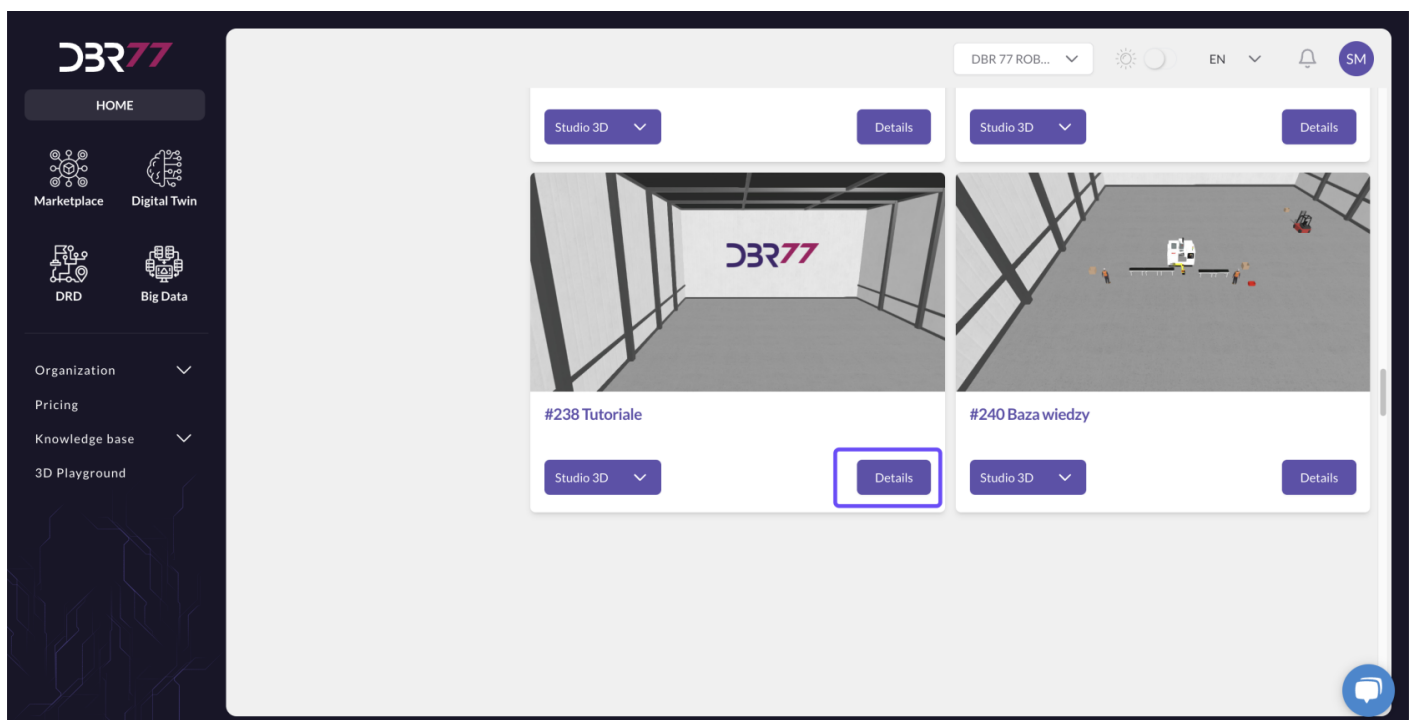 DBR77
DBR 77 ROB...
EN
SM
HOME
Marketplace
Digital Twin
DRD
Big Data
Organization
Pricing
Knowledge base
3D Playground
Studio 3D
Details
Studio 3D
Details
DBR77
#238 Tutoriale
#240 Baza wiedzy
Studio 3D
Details
Studio 3D
Details